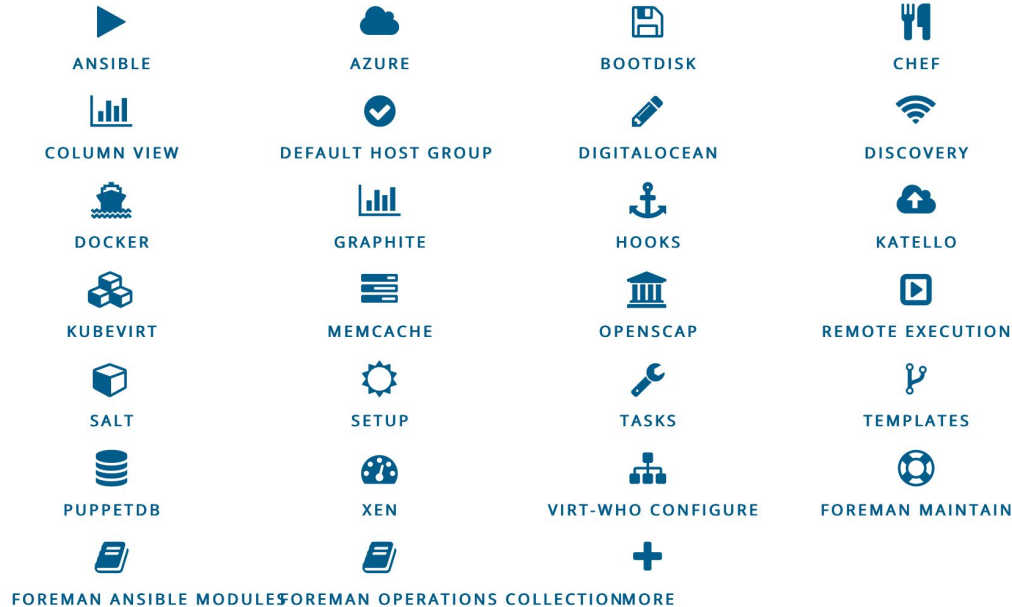 ANSIBLE AZURE BOOTDISK CHEF
COLUMN VIEW DEFAULT HOST GROUP DIGITALOCEAN DISCOVERY
DOCKER GRAPHITE HOOKS KATELLO
KUBEVIRT MEMCACHE OPENSCAP REMOTE EXECUTION
SALT SETUP TASKS TEMPLATES
PUPPETDB XEN VIRT-WHO CONFIGURE FOREMAN MAINTAIN
FOREMAN ANSIBLE MODULES FOREMAN OPERATIONS COLLECTION MORE